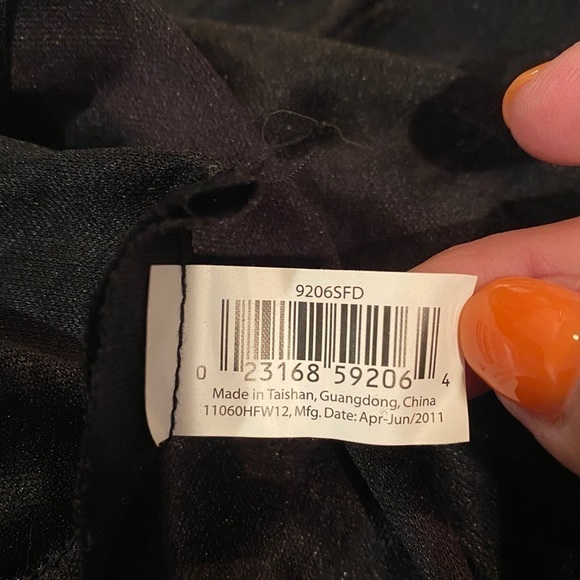 9206SFD
0 23168 59206 4
Made in Taishan, Guangdong, China
11060HFW12, Mfg. Date: Apr-Jun/2011